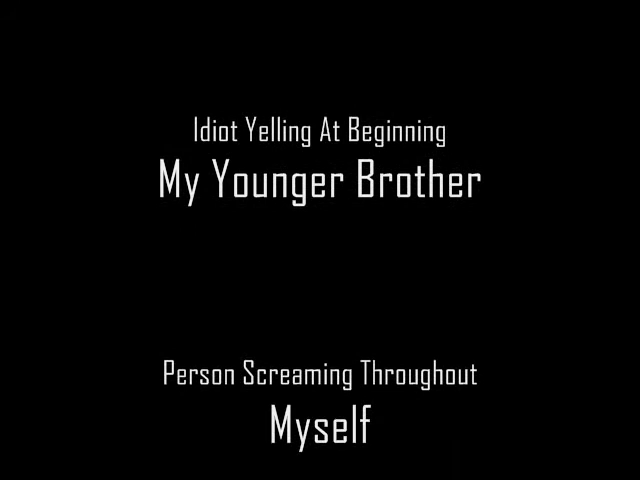 Idiot Yelling At Beginning
My Younger Brother
Person Screaming Throughout
Myself